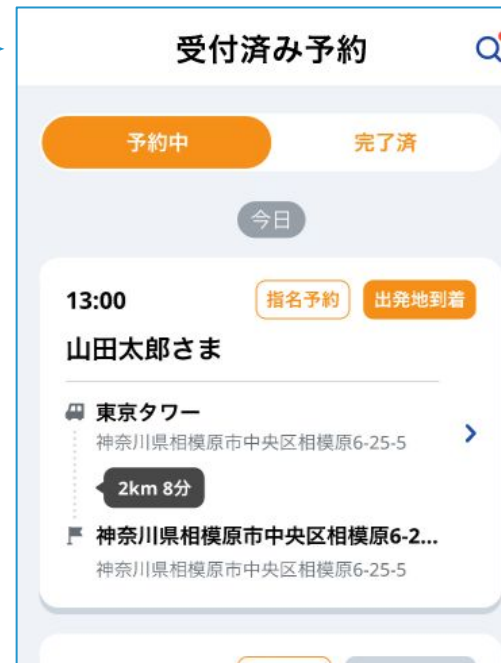 受付済み予約
予約中
完了済
今日
13:00
指名予約
出発地到着
山田太郎さま
東京タワー
神奈川県相模原市中央区相模原6-25-5
2km 8分
神奈川県相模原市中央区相模原6-2...
神奈川県相模原市中央区相模原6-25-5